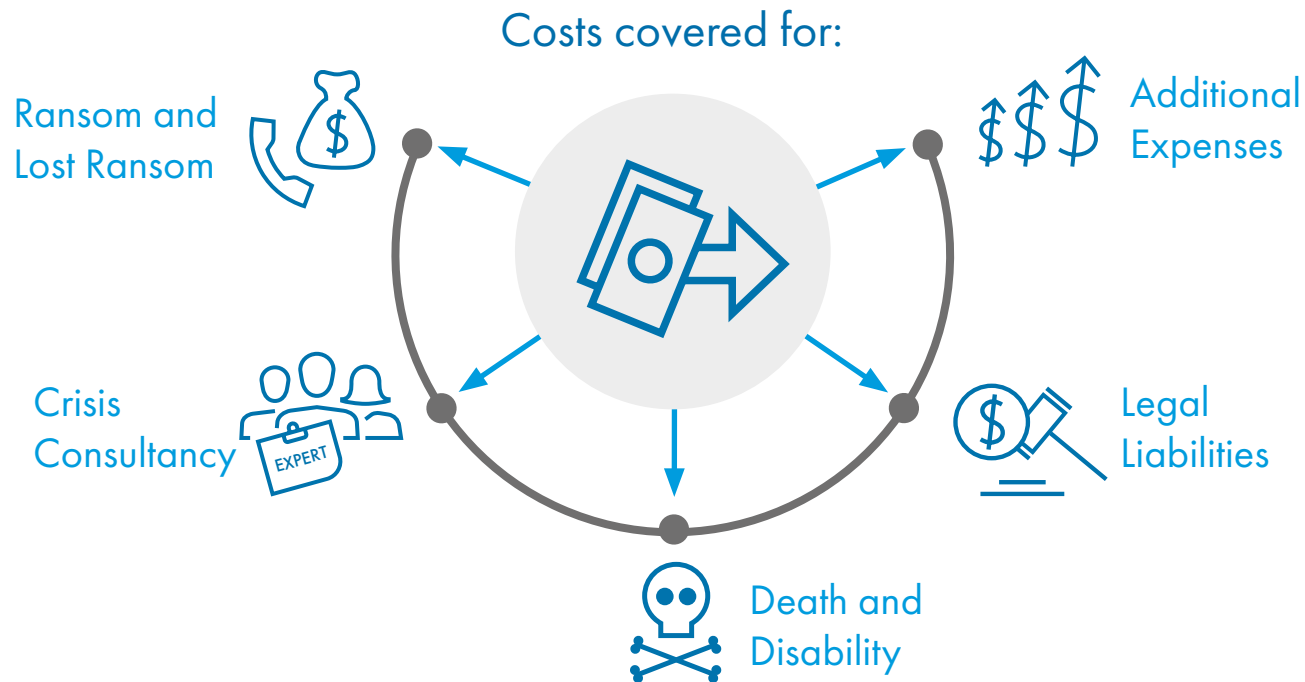 Costs covered for:
Ransom and
Lost Ransom
$
$ $ $
Additional
Expenses
Crisis
Consultancy
EXPERT
$
Legal
Liabilities
Death and
Disability